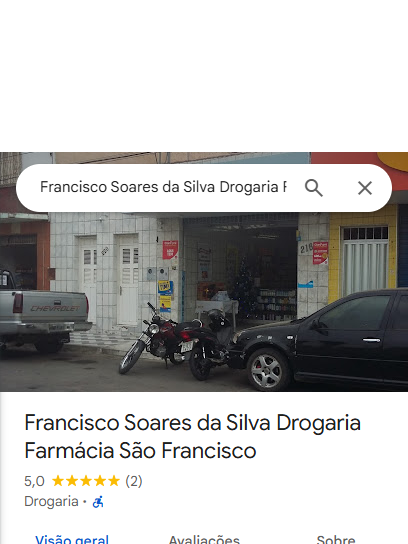 Francisco Soares da Silva Drogaria F
CHEVROLET
219
Francisco Soares da Silva Drogaria
Farmácia São Francisco
5,0 ★★★★★ (2)
Drogaria ·
Visão geral
Avaliações
Sobre